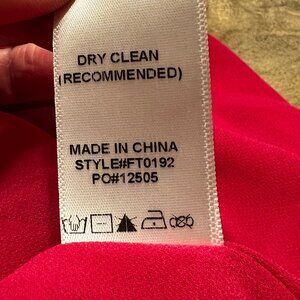 DRY CLEAN
(RECOMMENDED)
MADE IN CHINA
STYLE#FT0192
PO#12505